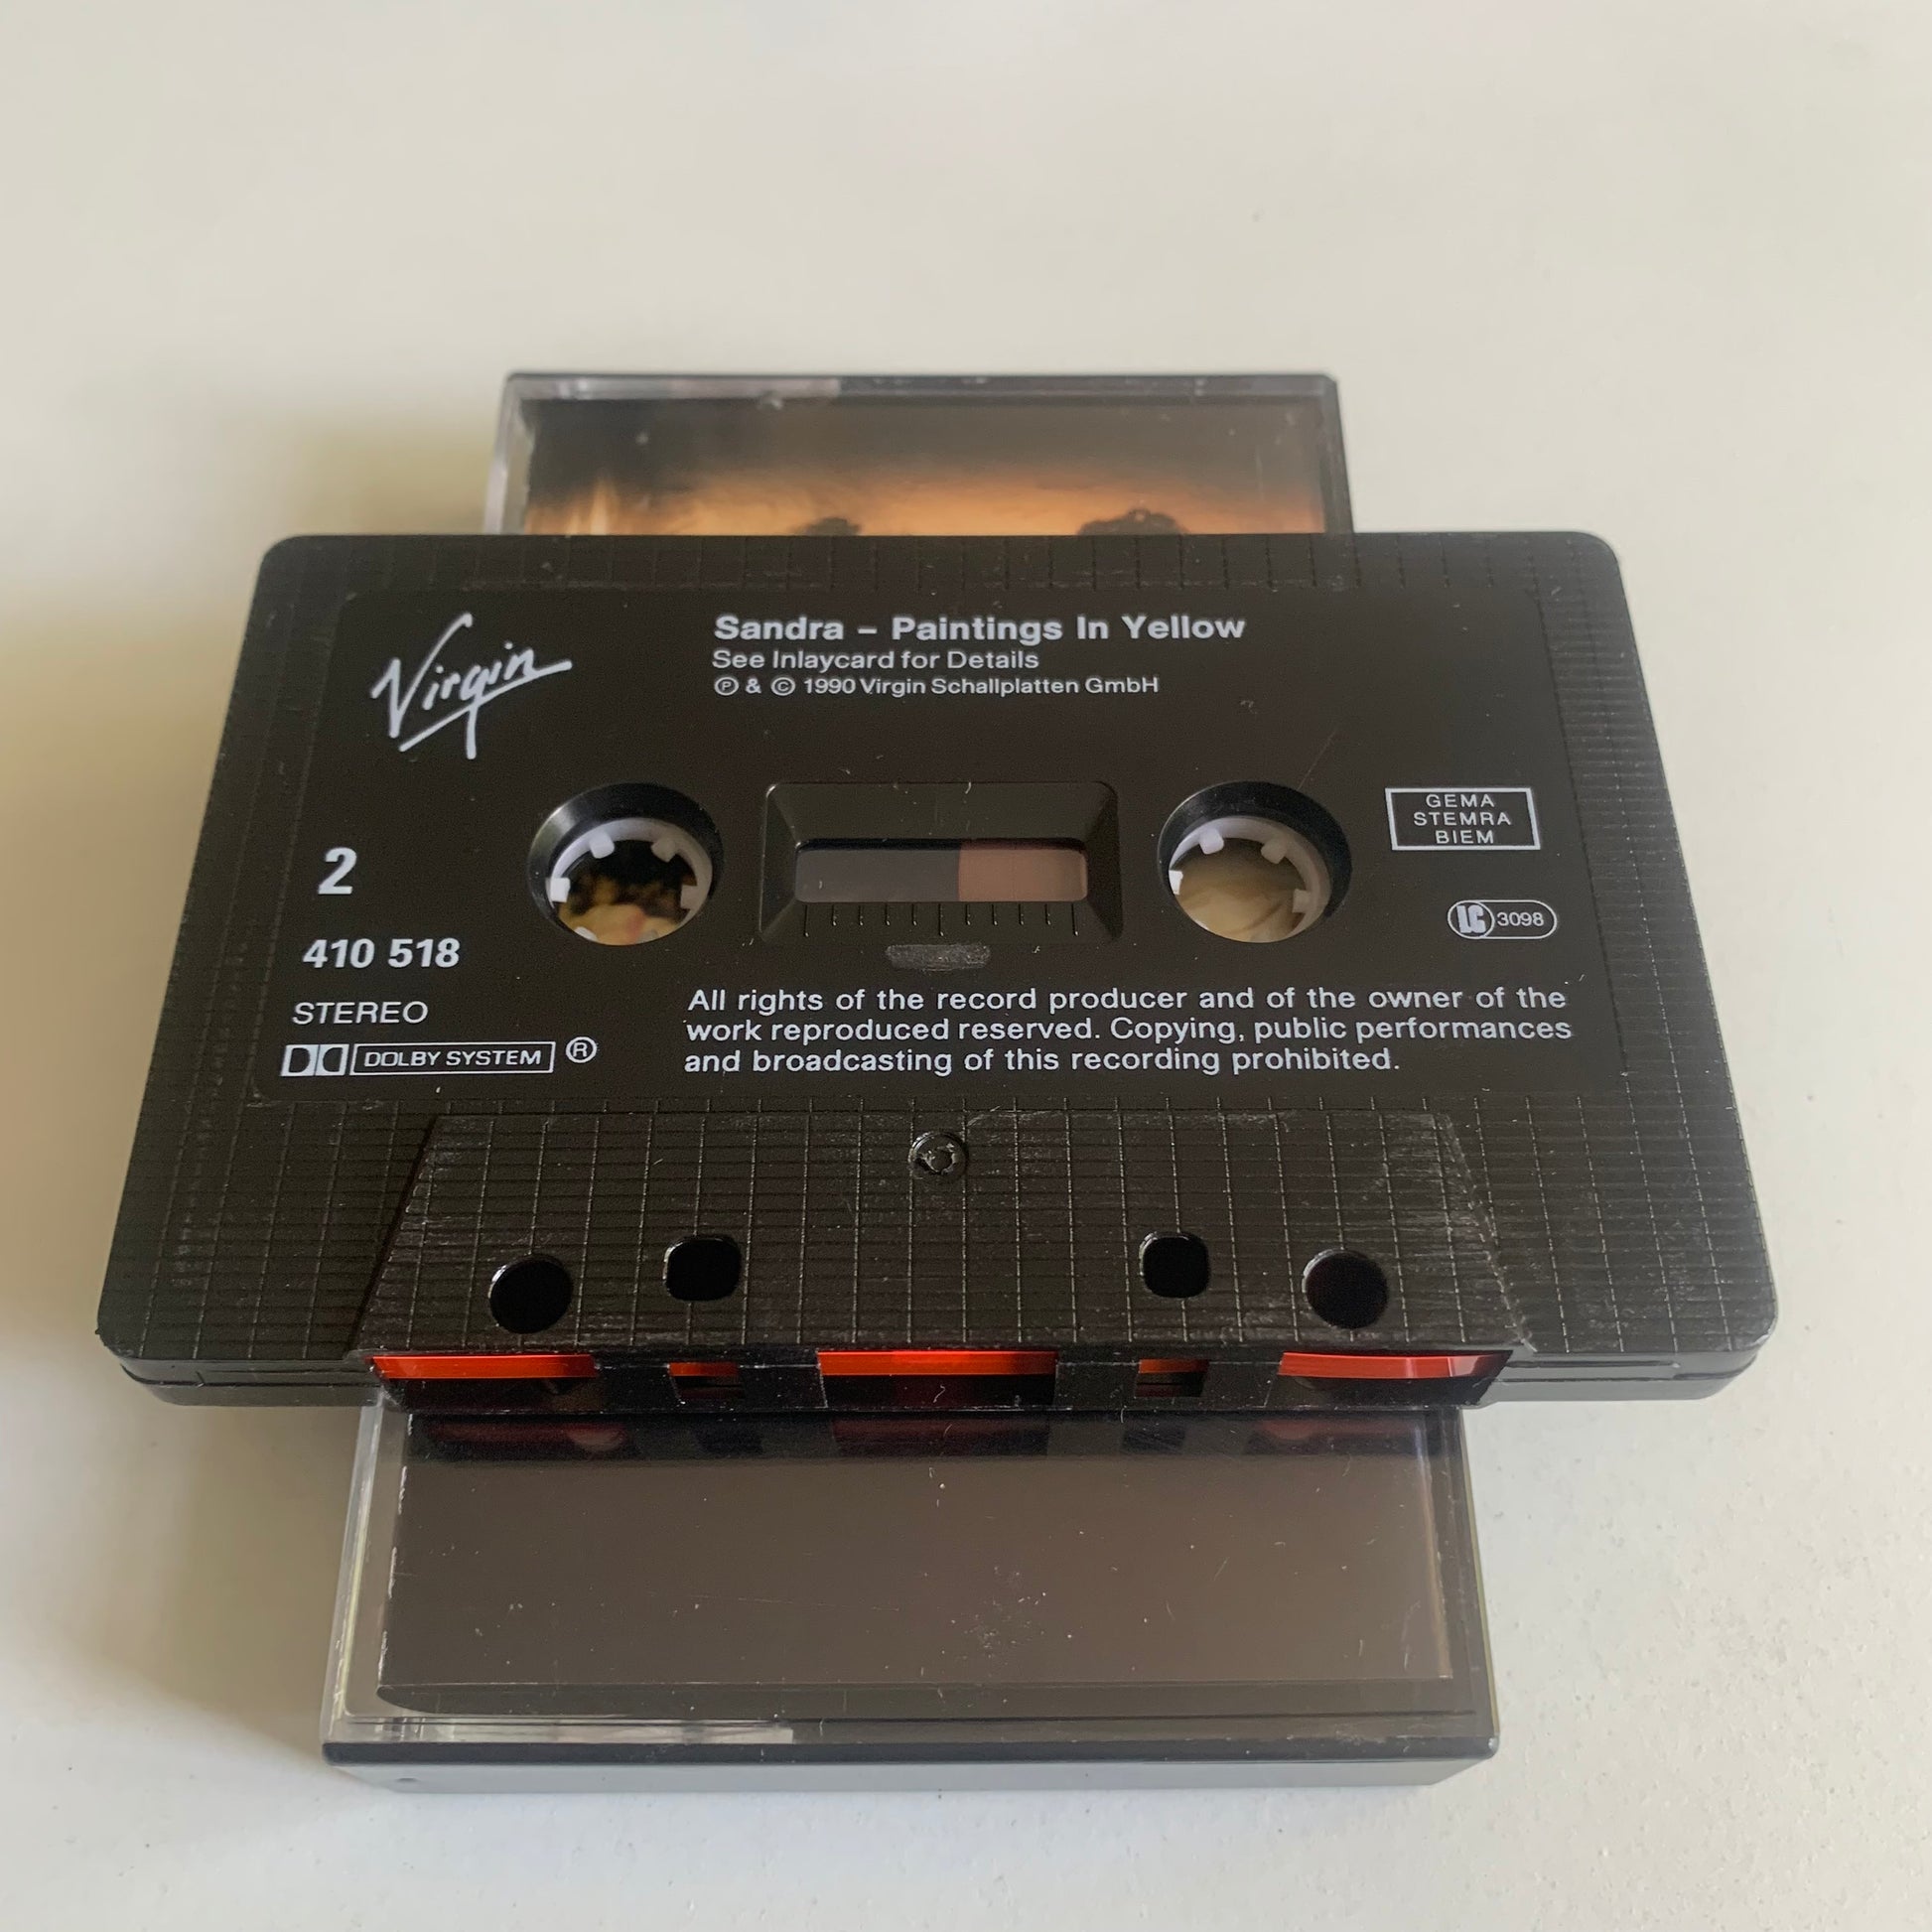 Virgin
Sandra – Paintings In Yellow
See Inlaycard for Details
Ⓟ & © 1990 Virgin Schallplatten GmbH
GEMA
STEMRA
BIEM
2
LC 3098
410 518
STEREO
DOLBY SYSTEM ®
All rights of the record producer and of the owner of the
work reproduced reserved. Copying, public performances
and broadcasting of this recording prohibited.